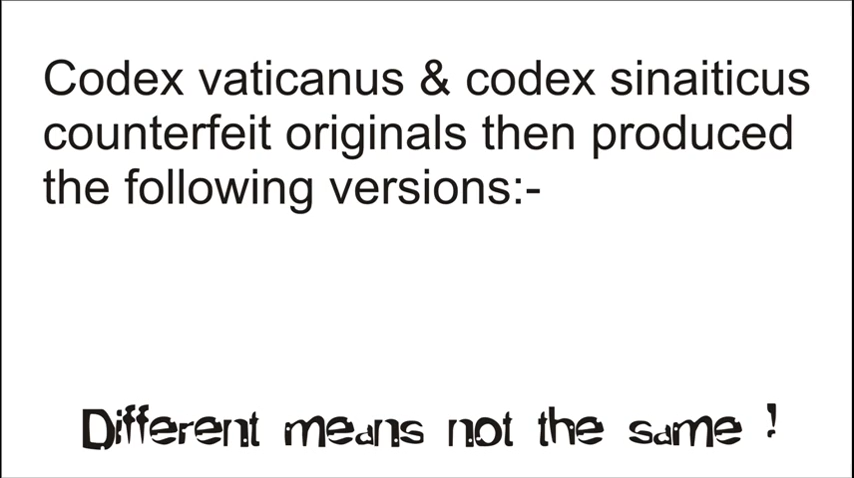 Codex vaticanus & codex sinaiticus
counterfeit originals then produced
the following versions:-
Different means not the same !